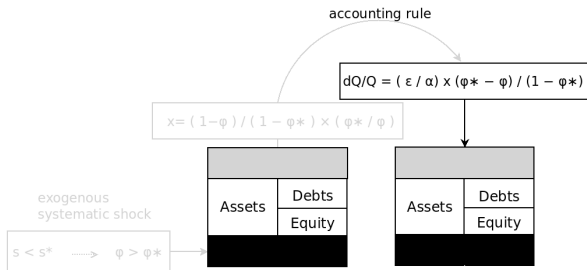 accounting rule
dQ/Q = ( ε / α) x (φ∗ − φ) / (1 − φ∗)
x= ( 1−φ ) / ( 1 − φ∗ ) × ( φ∗ / φ )
exogenous
systematic shock
s < s* φ > φ∗
Assets
Debts
Equity
Assets
Debts
Equity